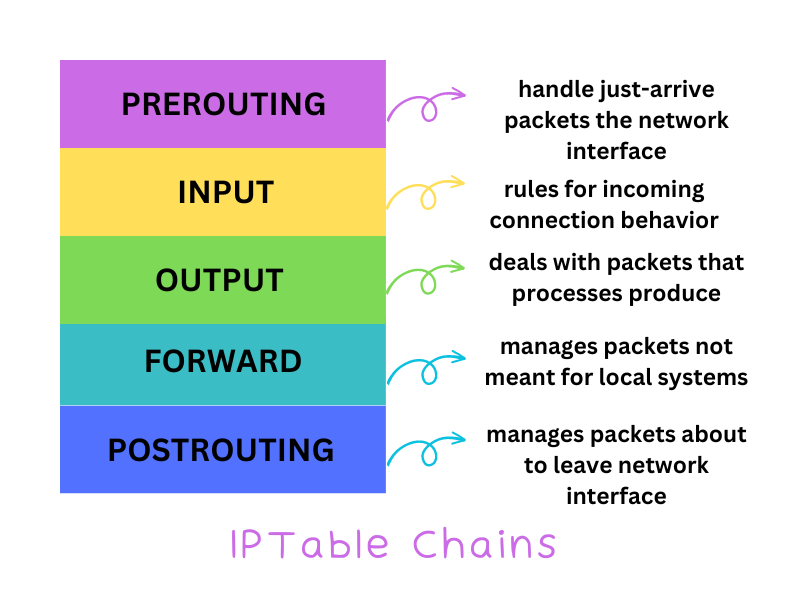 PREROUTING
handle just-arrive
packets the network
interface
INPUT
rules for incoming
connection behavior
OUTPUT
deals with packets that
processes produce
FORWARD
manages packets not
meant for local systems
POSTROUTING
manages packets about
to leave network
interface
IPTable Chains